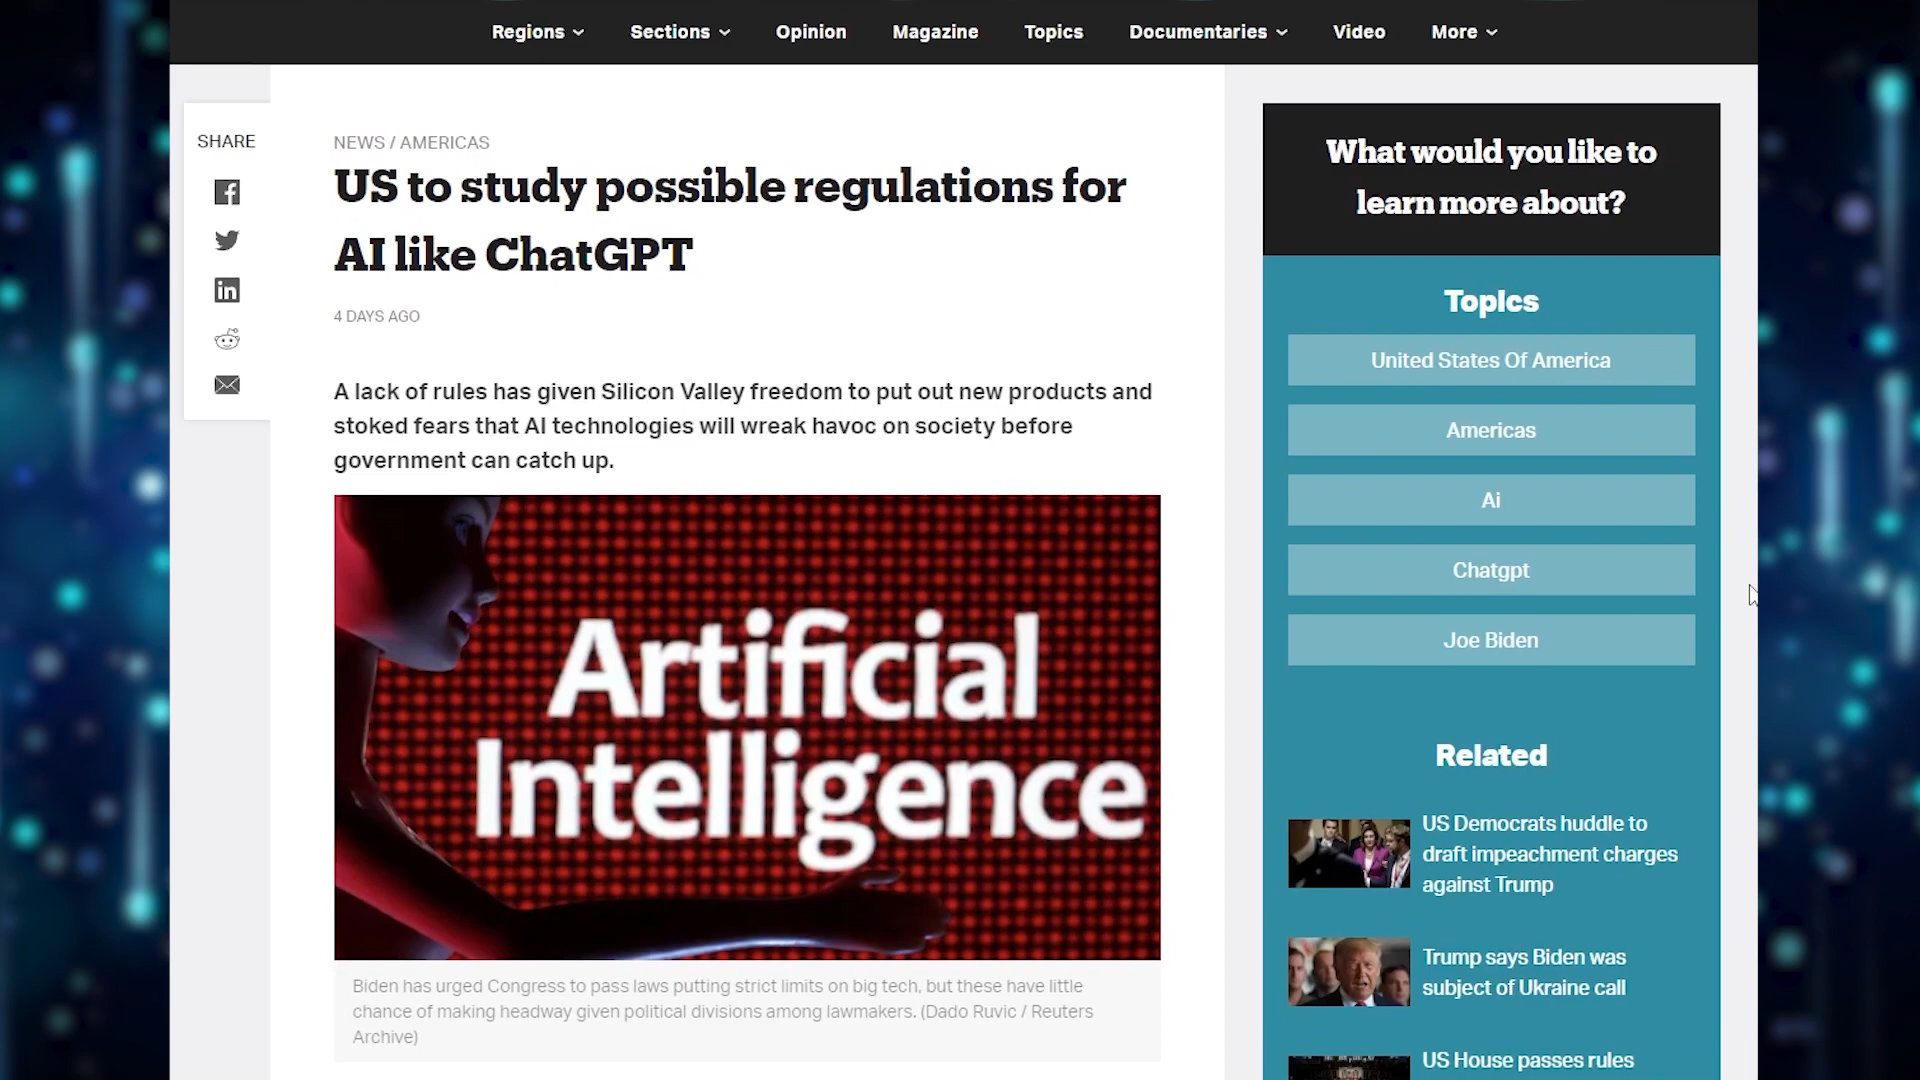 Regions Sections Opinion Magazine Topics Documentaries Video More
SHARE
NEWS / AMERICAS
US to study possible regulations for
AI like ChatGPT
4 DAYS AGO
A lack of rules has given Silicon Valley freedom to put out new products and
stoked fears that AI technologies will wreak havoc on society before
government can catch up.
Artificial
Intelligence
Biden has urged Congress to pass laws putting strict limits on big tech, but these have little
chance of making headway given political divisions among lawmakers. (Dado Ruvic / Reuters
Archive)
What would you like to
learn more about?
Topics
United States Of America
Americas
Ai
Chatgpt
Joe Biden
Related
US Democrats huddle to
draft impeachment charges
against Trump
Trump says Biden was
subject of Ukraine call
US House passes rules